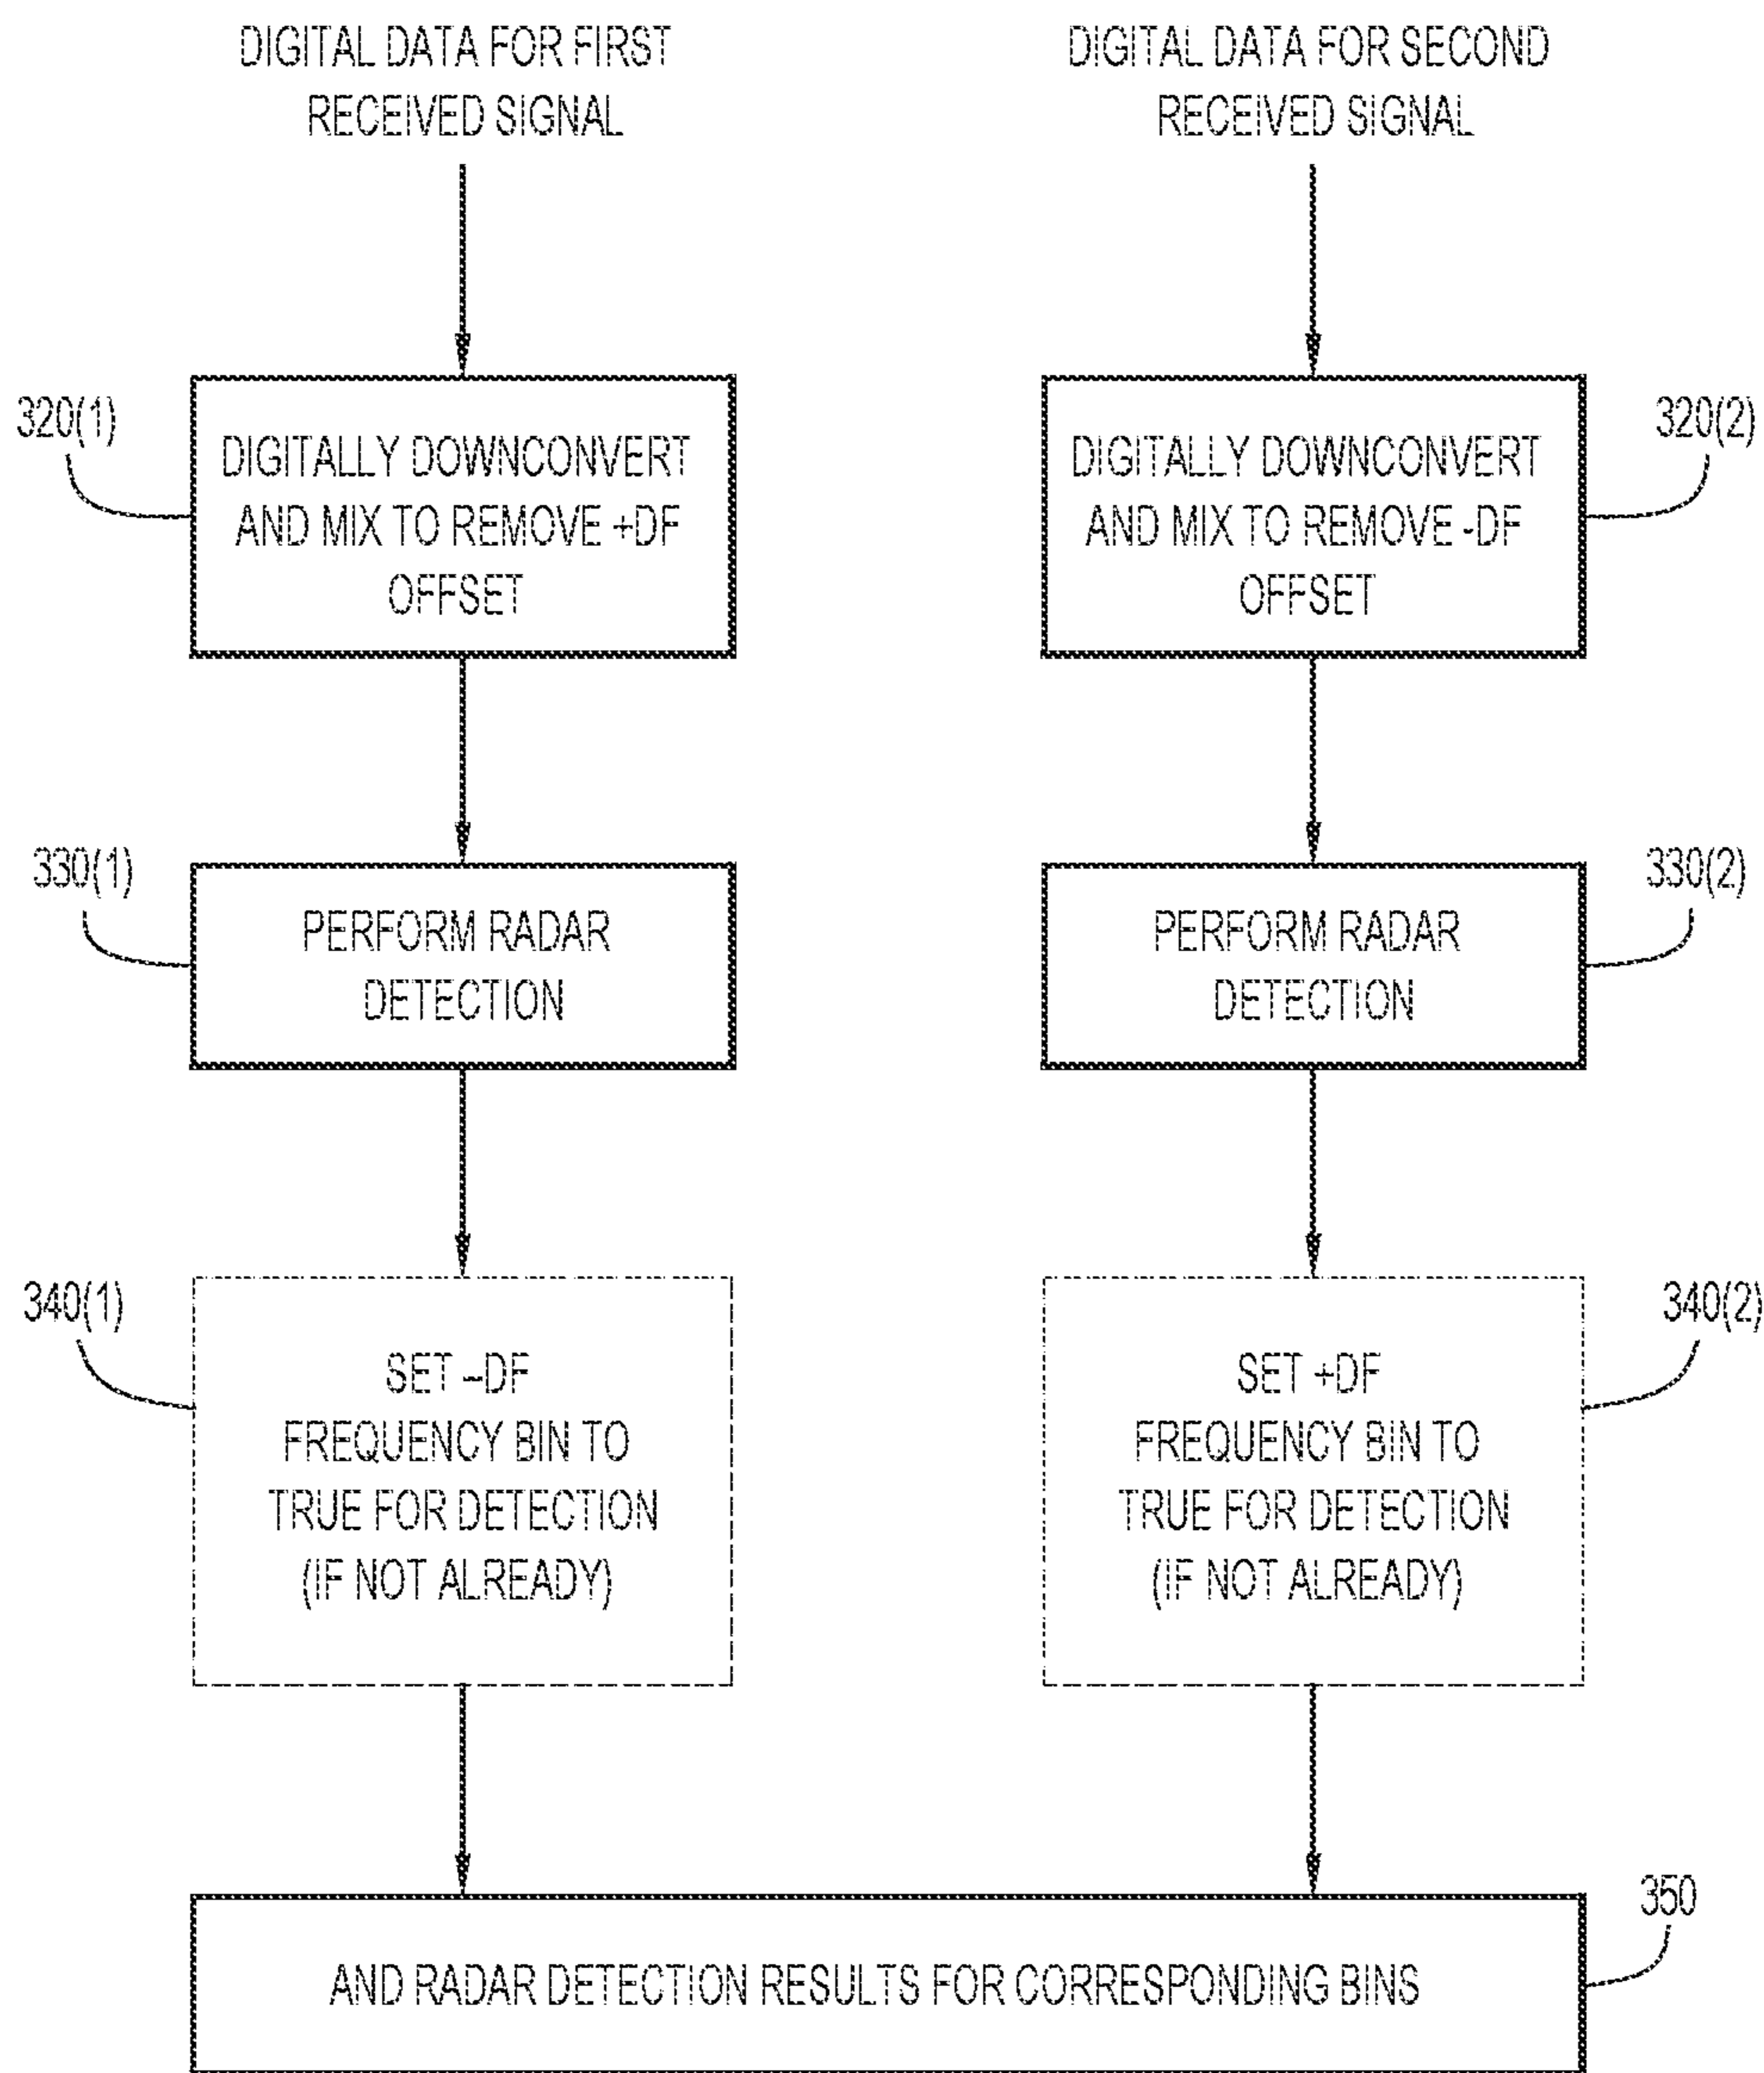 DIGITAL DATA FOR FIRST
RECEIVED SIGNAL
DIGITAL DATA FOR SECOND
RECEIVED SIGNAL
320(1)
DIGITALLY DOWNCONVERT
AND MIX TO REMOVE +DF
OFFSET
320(2)
DIGITALLY DOWNCONVERT
AND MIX TO REMOVE -DF
OFFSET
330(1)
PERFORM RADAR
DETECTION
330(2)
PERFORM RADAR
DETECTION
340(1)
SET –DF
FREQUENCY BIN TO
TRUE FOR DETECTION
(IF NOT ALREADY)
340(2)
SET +DF
FREQUENCY BIN TO
TRUE FOR DETECTION
(IF NOT ALREADY)
350
AND RADAR DETECTION RESULTS FOR CORRESPONDING BINS